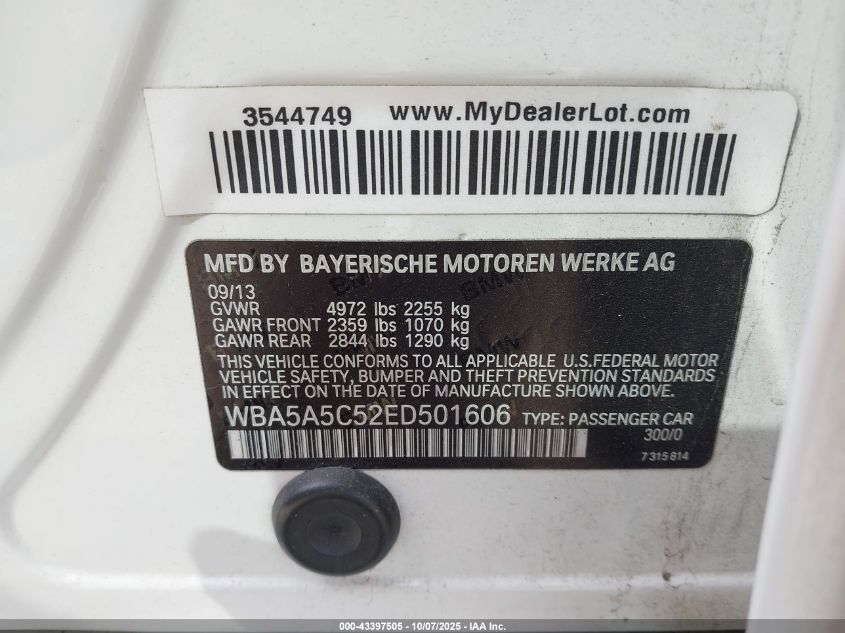 3544749 www.MyDealerLot.com
MFD BY BAYERISCHE MOTOREN WERKE AG
09/13
GVWR 4972 lbs 2255 kg
GAWR FRONT 2359 lbs 1070 kg
GAWR REAR 2844 lbs 1290 kg
THIS VEHICLE CONFORMS TO ALL APPLICABLE U.S.FEDERAL MOTOR
VEHICLE SAFETY, BUMPER AND THEFT PREVENTION STANDARDS
IN EFFECT ON THE DATE OF MANUFACTURE SHOWN ABOVE.
WBA5A5C52ED501606 TYPE: PASSENGER CAR
300/0
7315814
000-43397505 - 10/07/2025 - IAA Inc.